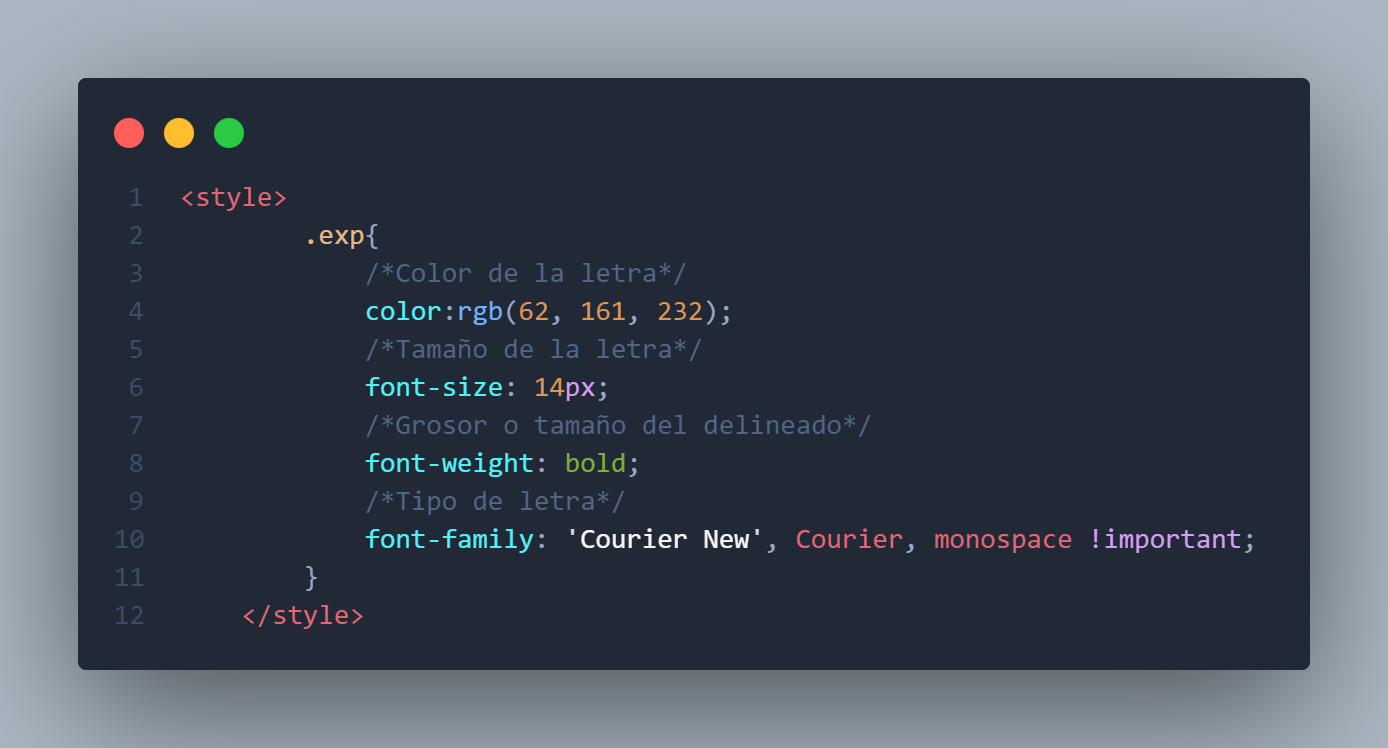 1 <style>
2 .exp{
3 /*Color de la letra*/
4 color:rgb(62, 161, 232);
5 /*Tamaño de la letra*/
6 font-size: 14px;
7 /*Grosor o tamaño del delineado*/
8 font-weight: bold;
9 /*Tipo de letra*/
10 font-family: 'Courier New', Courier, monospace !important;
11 }
12 </style>